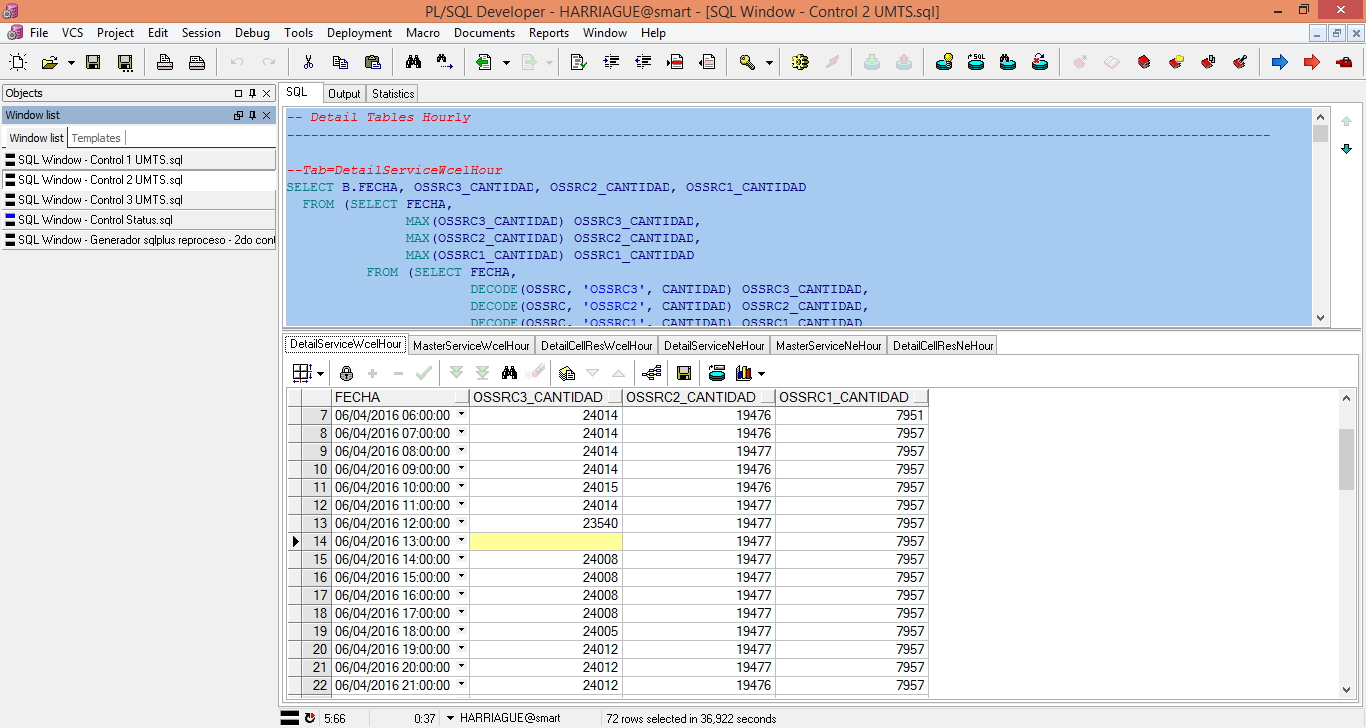 PL/SQL Developer - HARRIAGUE@smart - [SQL Window - Control 2 UMTS.sql]
File VCS Project Edit Session Debug Tools Deployment Macro Documents Reports Window Help
Objects
Window list
Window list Templates
SQL Window - Control 1 UMTS.sql
SQL Window - Control 2 UMTS.sql
SQL Window - Control 3 UMTS.sql
SQL Window - Control Status.sql
SQL Window - Generador sqlplus reproceso - 2do cont
SQL Output Statistics
-- Detail Tables Hourly
--Tab=DetailServiceWcelHour
SELECT B.FECHA, OSSRC3_CANTIDAD, OSSRC2_CANTIDAD, OSSRC1_CANTIDAD
FROM (SELECT FECHA,
MAX(OSSRC3_CANTIDAD) OSSRC3_CANTIDAD,
MAX(OSSRC2_CANTIDAD) OSSRC2_CANTIDAD,
MAX(OSSRC1_CANTIDAD) OSSRC1_CANTIDAD
FROM (SELECT FECHA,
DECODE(OSSRC, 'OSSRC3', CANTIDAD) OSSRC3_CANTIDAD,
DECODE(OSSRC, 'OSSRC2', CANTIDAD) OSSRC2_CANTIDAD,
DECODE(OSSRC, 'OSSRC1', CANTIDAD) OSSRC1_CANTIDAD
DetailServiceWcelHour MasterServiceWcelHour DetailCellResWcelHour DetailServiceNeHour MasterServiceNeHour DetailCellResNeHour
FECHA OSSRC3_CANTIDAD OSSRC2_CANTIDAD OSSRC1_CANTIDAD
7 06/04/2016 06:00:00 24014 19476 7951
8 06/04/2016 07:00:00 24014 19476 7957
9 06/04/2016 08:00:00 24014 19477 7957
10 06/04/2016 09:00:00 24014 19476 7957
11 06/04/2016 10:00:00 24015 19476 7957
12 06/04/2016 11:00:00 24014 19477 7957
13 06/04/2016 12:00:00 23540 19477 7957
14 06/04/2016 13:00:00 19477 7957
15 06/04/2016 14:00:00 24008 19477 7957
16 06/04/2016 15:00:00 24008 19477 7957
17 06/04/2016 16:00:00 24008 19477 7957
18 06/04/2016 17:00:00 24008 19477 7957
19 06/04/2016 18:00:00 24005 19477 7957
20 06/04/2016 19:00:00 24012 19477 7957
21 06/04/2016 20:00:00 24012 19477 7957
22 06/04/2016 21:00:00 24012 19476 7957
5:66 0:37 HARRIAGUE@smart 72 rows selected in 36,922 seconds